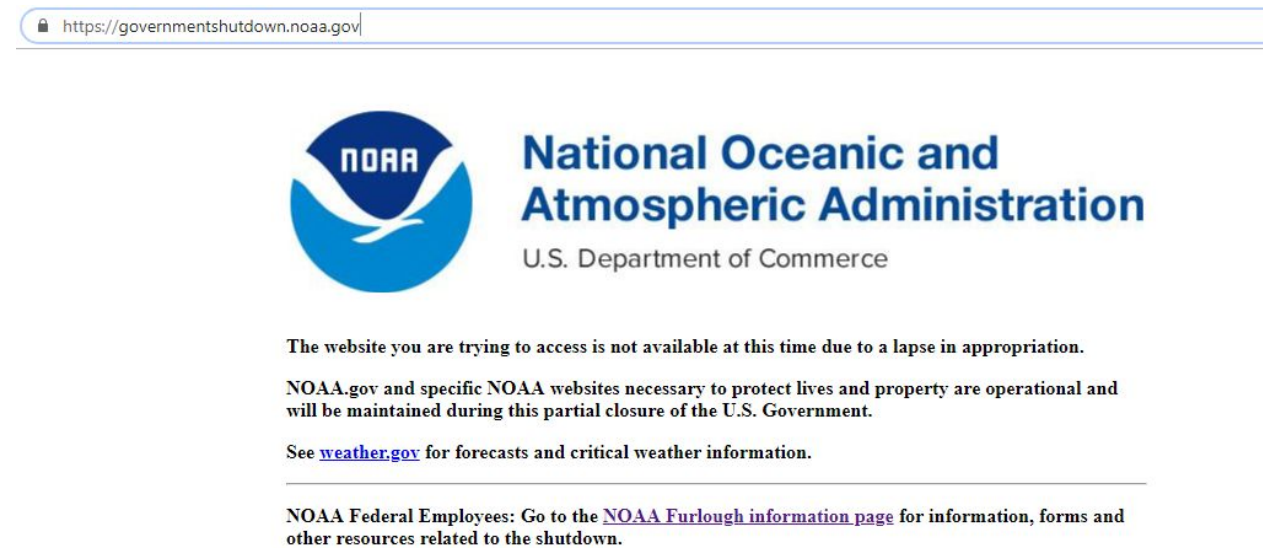 https://governmentshutdown.noaa.gov
NOAA
National Oceanic and
Atmospheric Administration
U.S. Department of Commerce
The website you are trying to access is not available at this time due to a lapse in appropriation.
NOAA.gov and specific NOAA websites necessary to protect lives and property are operational and
will be maintained during this partial closure of the U.S. Government.
See weather.gov for forecasts and critical weather information.
NOAA Federal Employees: Go to the NOAA Furlough information page for information, forms and
other resources related to the shutdown.